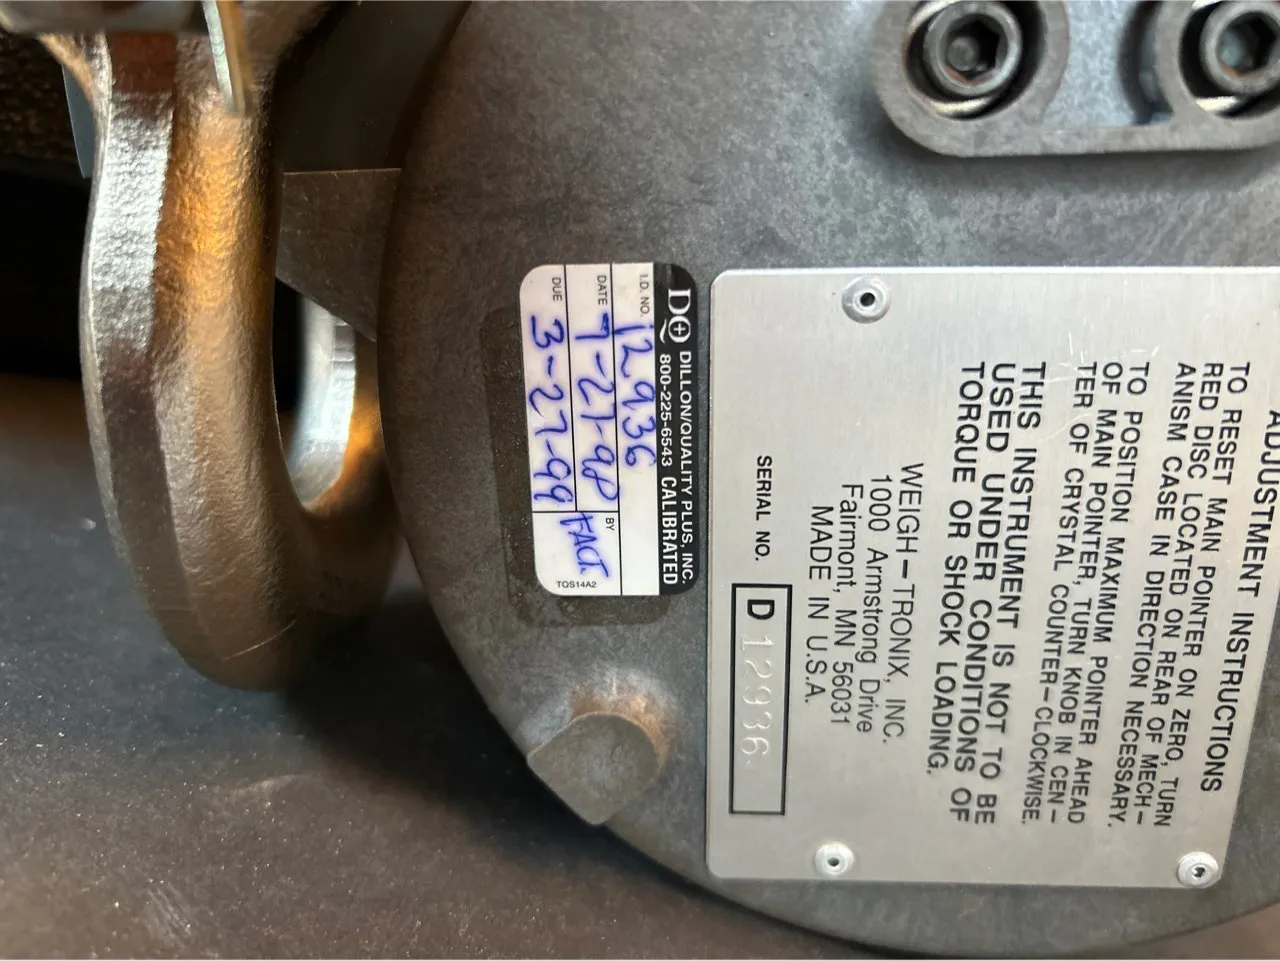 DILLON/QUALITY PLUS, INC.
800-225-6543 CALIBRATED
I.D. NO. 12936
DATE 7-27-98 BY
DUE 3-27-99 FACT.
TQS14A2
ADJUSTMENT INSTRUCTIONS
TO RESET MAIN POINTER ON ZERO, TURN
RED DISC LOCATED ON REAR OF MECH-
ANISM CASE IN DIRECTION NECESSARY.
TO POSITION MAXIMUM POINTER AHEAD
OF MAIN POINTER, TURN KNOB IN CEN-
TER OF CRYSTAL COUNTER-CLOCKWISE.
THIS INSTRUMENT IS NOT TO BE
USED UNDER CONDITIONS OF
TORQUE OR SHOCK LOADING.
WEIGH-TRONIX, INC.
1000 Armstrong Drive
Fairmont, MN 56031
MADE IN U.S.A.
SERIAL NO. D 12936